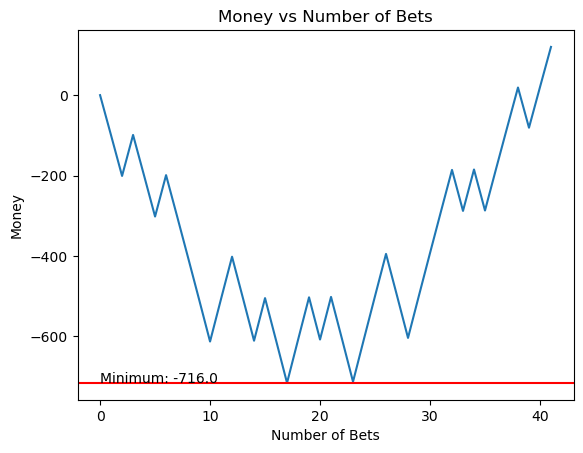 Money vs Number of Bets
0
−200
−400
−600
Money
Minimum: -716.0
0 10 20 30 40
Number of Bets